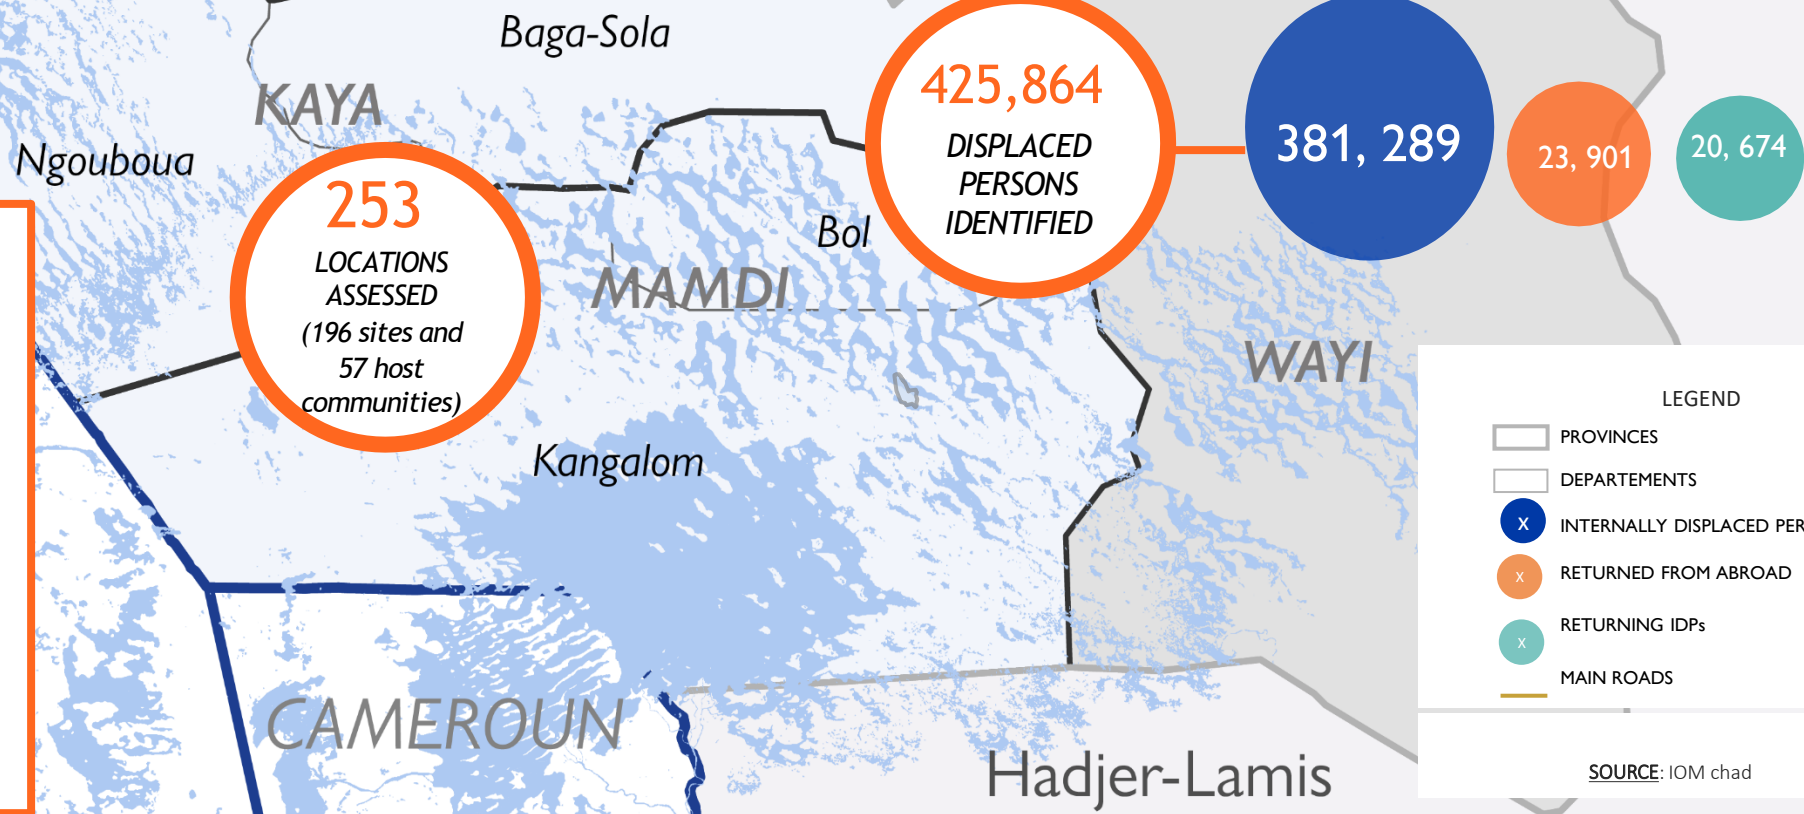 Baga-Sola
KAYA
Ngouboua
253
LOCATIONS
ASSESSED
(196 sites and
57 host
communities)
425,864
DISPLACED
PERSONS
IDENTIFIED
381, 289
23, 901
20, 674
Bol
MAMDI
WAYI
Kangalom
CAMEROUN
Hadjer-Lamis
LEGEND
PROVINCES
DEPARTEMENTS
X INTERNALLY DISPLACED PER
X RETURNED FROM ABROAD
X RETURNING IDPs
MAIN ROADS
SOURCE: IOM chad